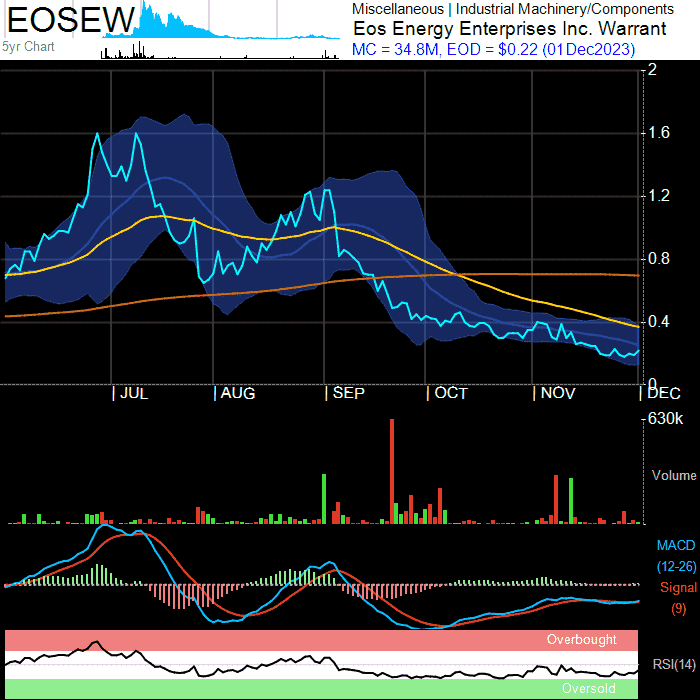 EOSEW
5yr Chart
Miscellaneous | Industrial Machinery/Components
Eos Energy Enterprises Inc. Warrant
MC = 34.8M, EOD = $0.22 (01Dec2023)
2
1.6
1.2
0.8
0.4
0
| JUL | AUG | SEP | OCT | NOV | DEC
630k
Volume
MACD
(12-26)
Signal
(9)
Overbought
RSI(14)
Oversold